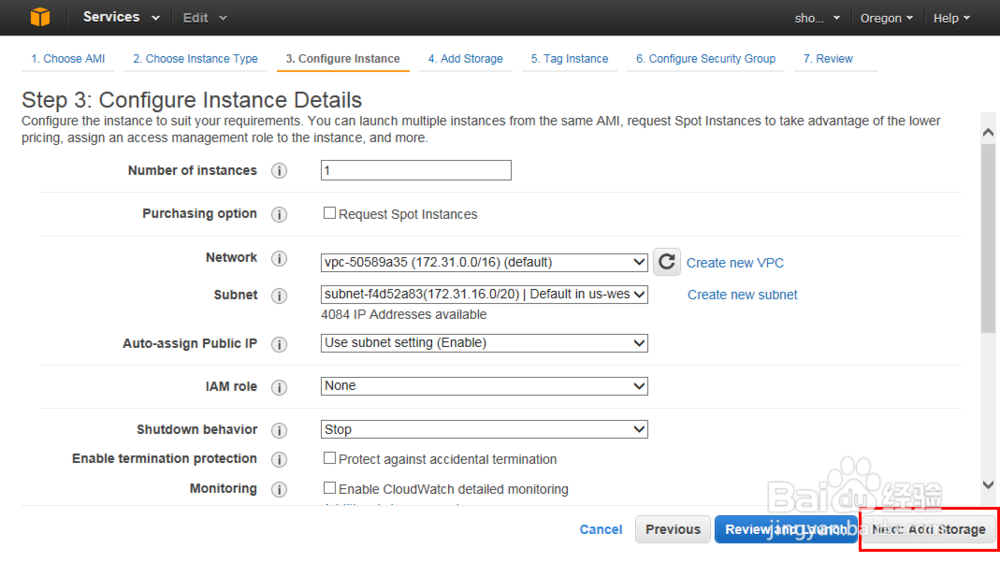 Services Edit sho... Oregon Help
1. Choose AMI 2. Choose Instance Type 3. Configure Instance 4. Add Storage 5. Tag Instance 6. Configure Security Group 7. Review
Step 3: Configure Instance Details
Configure the instance to suit your requirements. You can launch multiple instances from the same AMI, request Spot Instances to take advantage of the lower
pricing, assign an access management role to the instance, and more.
Number of instances i 1
Purchasing option i Request Spot Instances
Network i vpc-50589a35 (172.31.0.0/16) (default) Create new VPC
Subnet i subnet-f4d52a83(172.31.16.0/20) | Default in us-wes Create new subnet
4084 IP Addresses available
Auto-assign Public IP i Use subnet setting (Enable)
IAM role i None
Shutdown behavior i Stop
Enable termination protection i Protect against accidental termination
Monitoring i Enable CloudWatch detailed monitoring
Baidu 经验
Cancel Previous Review and Launch Next: Add Storage